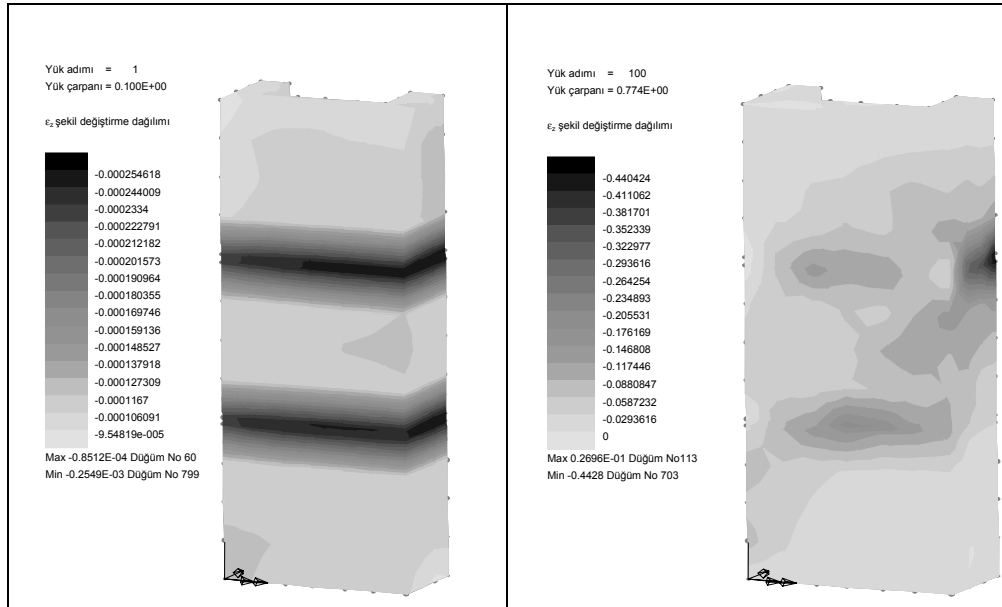 Yük adımı = 1
Yük çarpanı = 0.100E+00
εz şekil değiştirme dağılımı
-0.000254618
-0.000244009
-0.0002334
-0.000222791
-0.000212182
-0.000201573
-0.000190964
-0.000180355
-0.000169746
-0.000159136
-0.000148527
-0.000137918
-0.000127309
-0.0001167
-0.000106091
-9.54819e-005
Max -0.8512E-04 Düğüm No 60
Min -0.2549E-03 Düğüm No 799
Yük adımı = 100
Yük çarpanı = 0.774E+00
εz şekil değiştirme dağılımı
-0.440424
-0.411062
-0.381701
-0.352339
-0.322977
-0.293616
-0.264254
-0.234893
-0.205531
-0.176169
-0.146808
-0.117446
-0.0880847
-0.0587232
-0.0293616
0
Max 0.2696E-01 Düğüm No113
Min -0.4428 Düğüm No 703